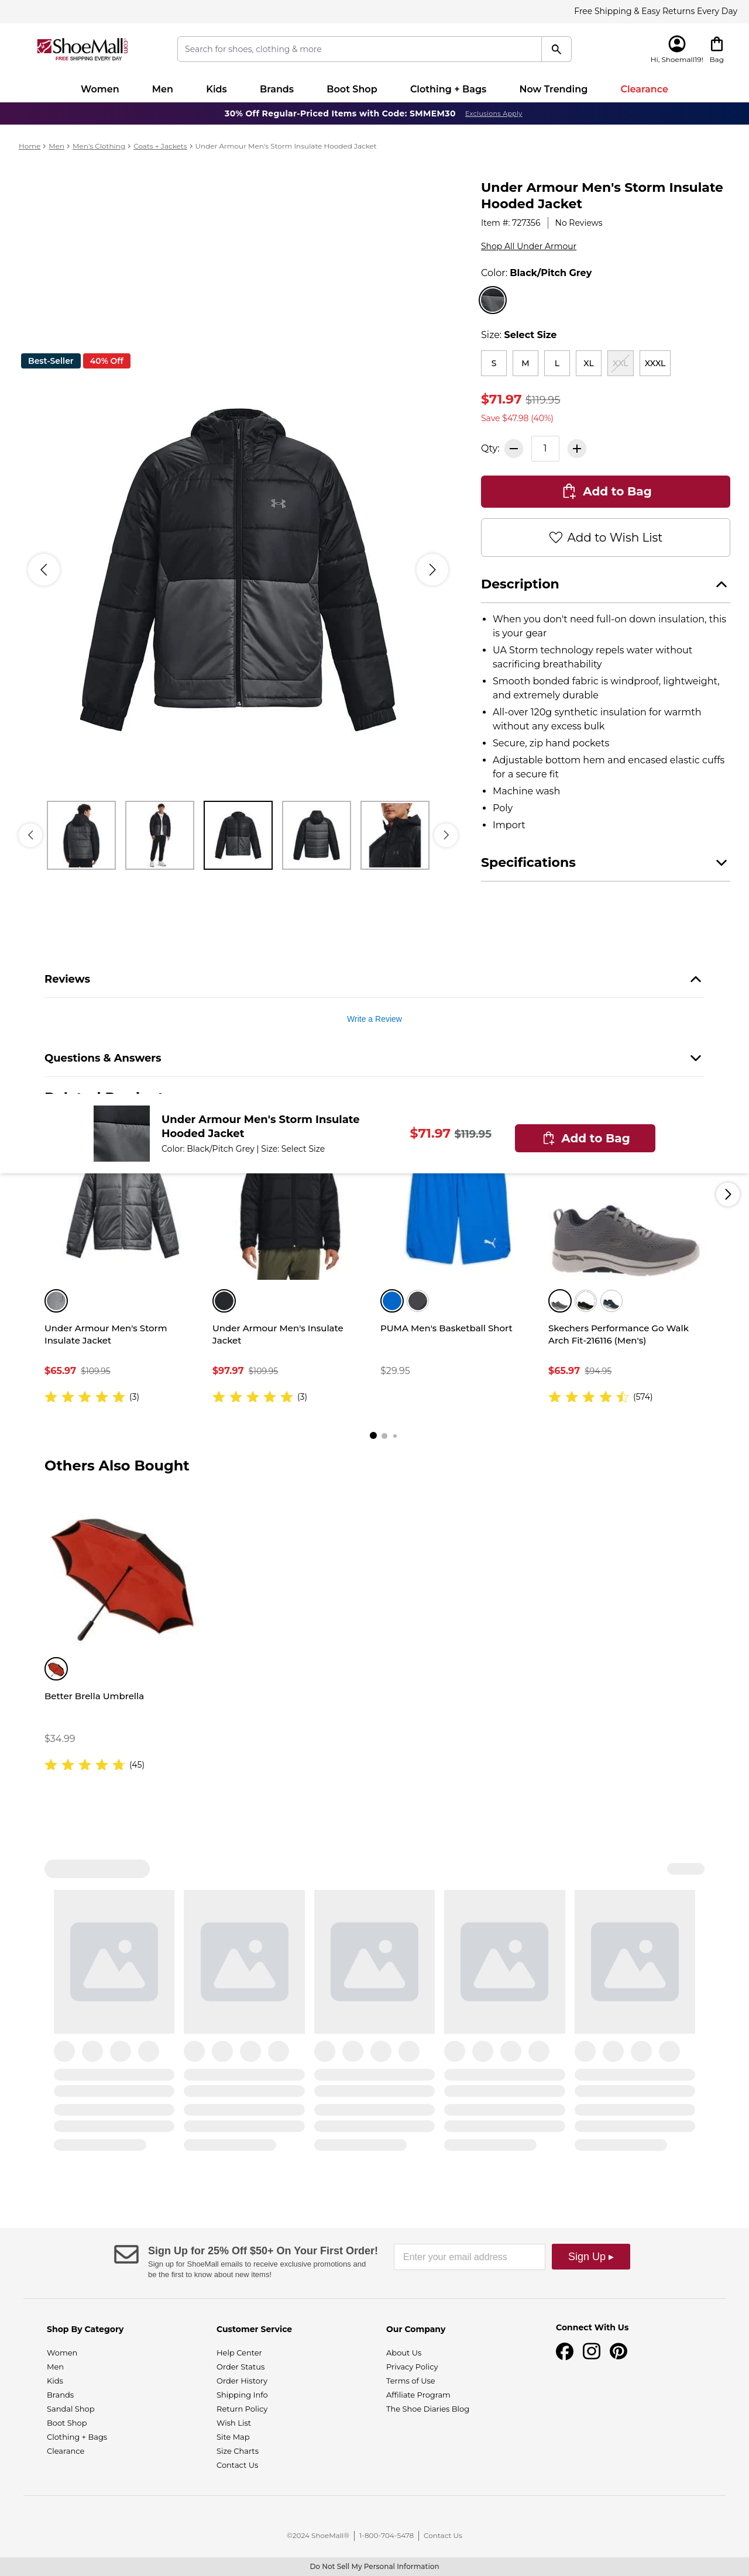 Free Shipping & Easy Returns Every Day
ShoeMall.com
FREE SHIPPING EVERY DAY
Search for shoes, clothing & more
Hi, Shoemall19!
Bag
Women
Men
Kids
Brands
Boot Shop
Clothing + Bags
Now Trending
Clearance
30% Off Regular-Priced Items with Code: SMMEM30 Exclusions Apply
Home > Men > Men's Clothing > Coats + Jackets > Under Armour Men's Storm Insulate Hooded Jacket
Best-Seller
40% Off
Under Armour Men's Storm Insulate
Hooded Jacket
Item #: 727356 | No Reviews
Shop All Under Armour
Color: Black/Pitch Grey
Size: Select Size
S
M
L
XL
XXL
XXXL
$71.97 $119.95
Save $47.98 (40%)
Qty:
1
Add to Bag
Add to Wish List
Description
• When you don't need full-on down insulation, this
is your gear
• UA Storm technology repels water without
sacrificing breathability
• Smooth bonded fabric is windproof, lightweight,
and extremely durable
• All-over 120g synthetic insulation for warmth
without any excess bulk
• Secure, zip hand pockets
• Adjustable bottom hem and encased elastic cuffs
for a secure fit
• Machine wash
• Poly
• Import
Specifications
Reviews
Write a Review
Questions & Answers
Under Armour Men's Storm Insulate
Hooded Jacket
Color: Black/Pitch Grey | Size: Select Size
$71.97 $119.95
Add to Bag
Under Armour Men's Storm
Insulate Jacket
$65.97 $109.95
(3)
Under Armour Men's Insulate
Jacket
$97.97 $109.95
(3)
PUMA Men's Basketball Short
$29.95
Skechers Performance Go Walk
Arch Fit-216116 (Men's)
$65.97 $94.95
(574)
Others Also Bought
Better Brella Umbrella
$34.99
(45)
Sign Up for 25% Off $50+ On Your First Order!
Sign up for ShoeMall emails to receive exclusive promotions and
be the first to know about new items!
Enter your email address
Sign Up ▸
Shop By Category
Women
Men
Kids
Brands
Sandal Shop
Boot Shop
Clothing + Bags
Clearance
Customer Service
Help Center
Order Status
Order History
Shipping Info
Return Policy
Wish List
Site Map
Size Charts
Contact Us
Our Company
About Us
Privacy Policy
Terms of Use
Affiliate Program
The Shoe Diaries Blog
Connect With Us
©2024 ShoeMall® | 1-800-704-5478 | Contact Us
Do Not Sell My Personal Information